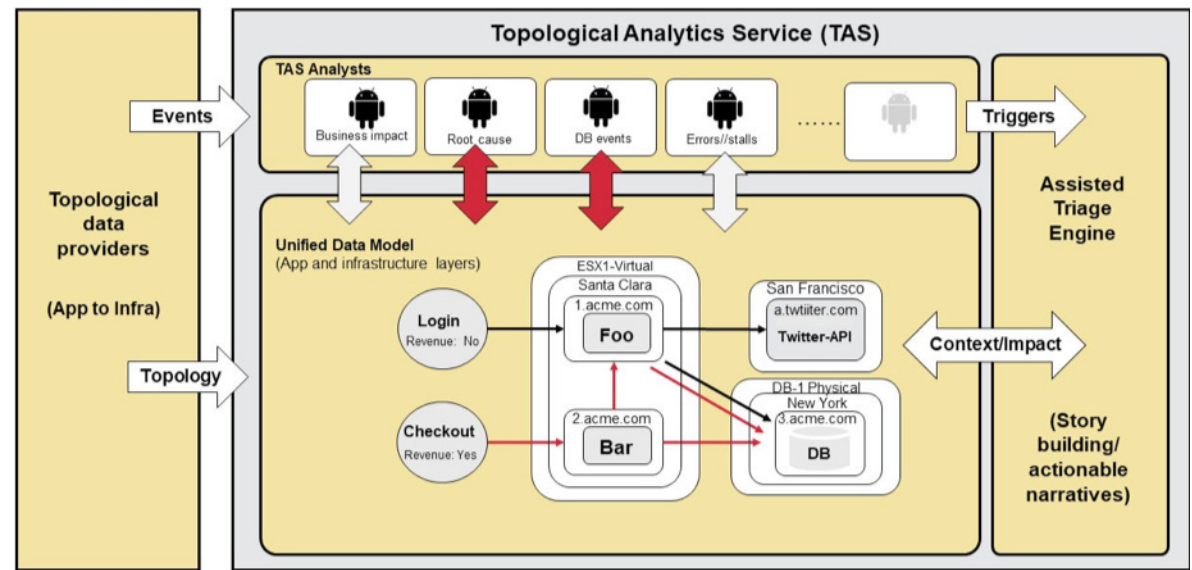 Topological Analytics Service (TAS)
TAS Analysts
Business impact
Root cause
DB events
Errors//stalls
......
Events
Triggers
Topological
data
providers
(App to Infra)
Topology
Assisted
Triage
Engine
Context/Impact
(Story
building/
actionable
narratives)
Unified Data Model
(App and infrastructure layers)
ESX1-Virtual
Santa Clara
1.acme.com
Foo
Login
Revenue: No
San Francisco
a.twtiiter.com
Twitter-API
Checkout
Revenue:Yes
2.acme.com
Bar
DB-1 Physical
New York
3.acme.com
DB